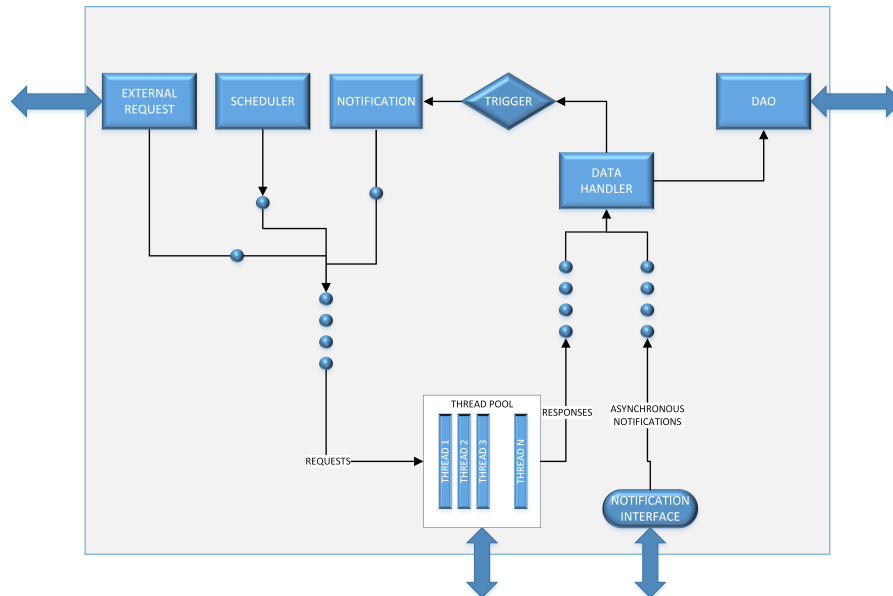 EXTERNAL
REQUEST
SCHEDULER
NOTIFICATION
TRIGGER
DAO
DATA
HANDLER
THREAD POOL
THREAD 1
THREAD 2
THREAD 3
THREAD N
RESPONSES
ASYNCHRONOUS
NOTIFICATIONS
REQUESTS
NOTIFICATION
INTERFACE